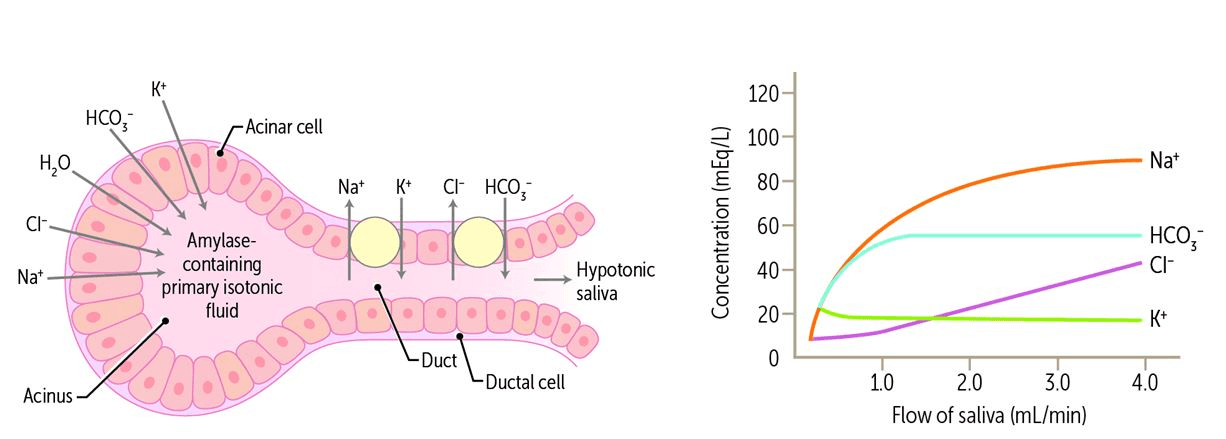 K⁺
HCO₃⁻
H₂O
Cl⁻
Na⁺
Acinar cell
Amylase-
containing
primary isotonic
fluid
Acinus
Na⁺
K⁺
Cl⁻
HCO₃⁻
Hypotonic
saliva
Duct
Ductal cell
Concentration (mEq/L)
120
100
80
60
40
20
0
1.0
2.0
3.0
4.0
Flow of saliva (mL/min)
Na⁺
HCO₃⁻
Cl⁻
K⁺